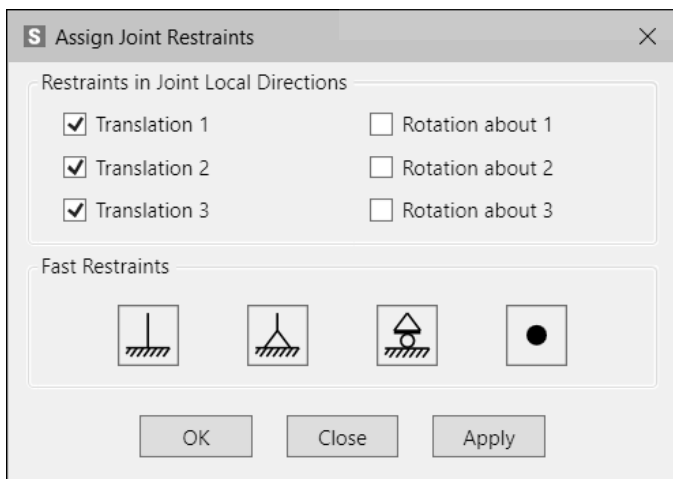 S Assign Joint Restraints
Restraints in Joint Local Directions
Translation 1 Rotation about 1
Translation 2 Rotation about 2
Translation 3 Rotation about 3
Fast Restraints
OK Close Apply